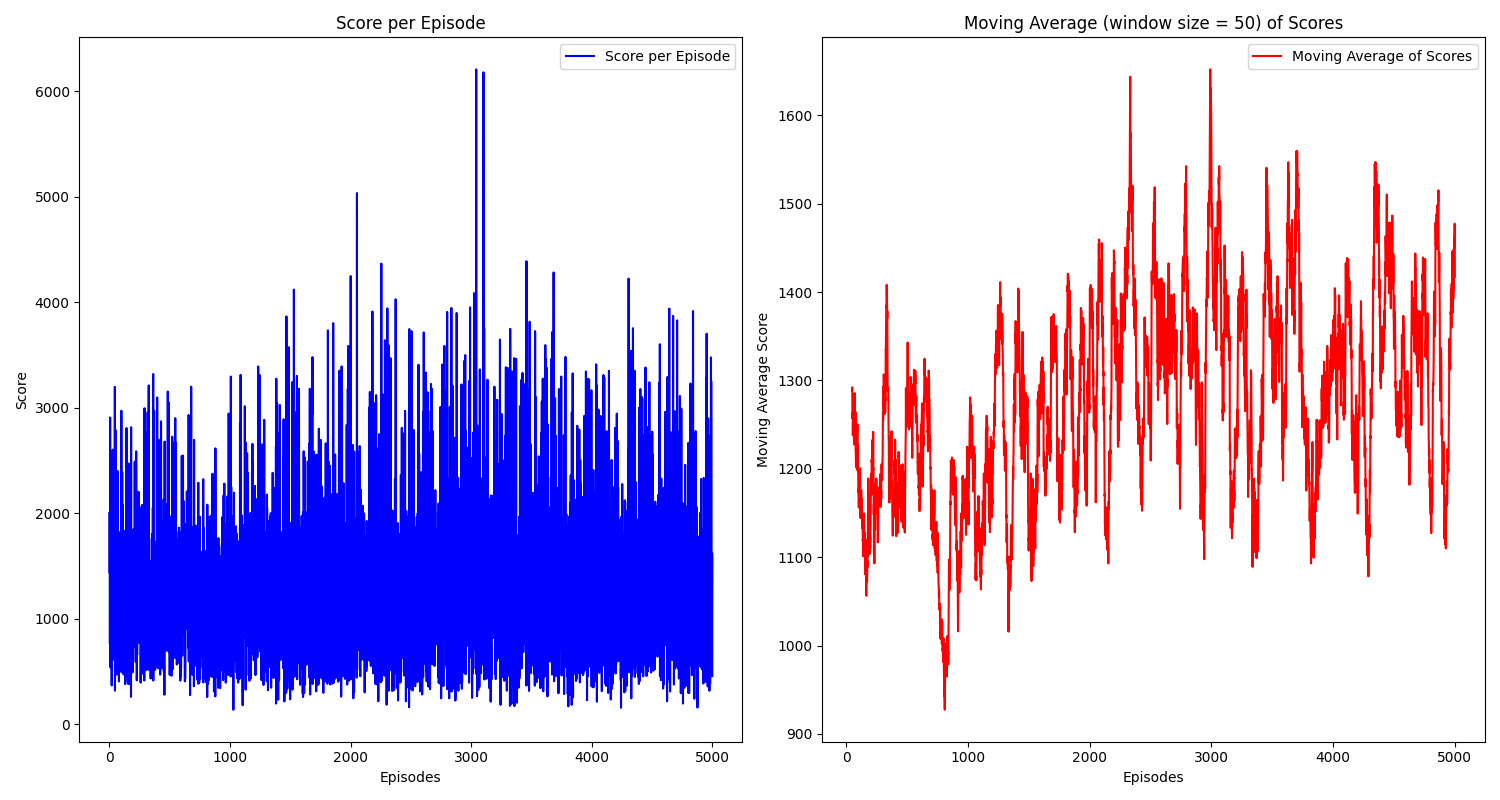 Score per Episode
Score per Episode
6000
5000
4000
3000
2000
1000
0
Score
0 1000 2000 3000 4000 5000
Episodes
Moving Average (window size = 50) of Scores
Moving Average of Scores
1600
1500
1400
1300
1200
1100
1000
900
Moving Average Score
0 1000 2000 3000 4000 5000
Episodes